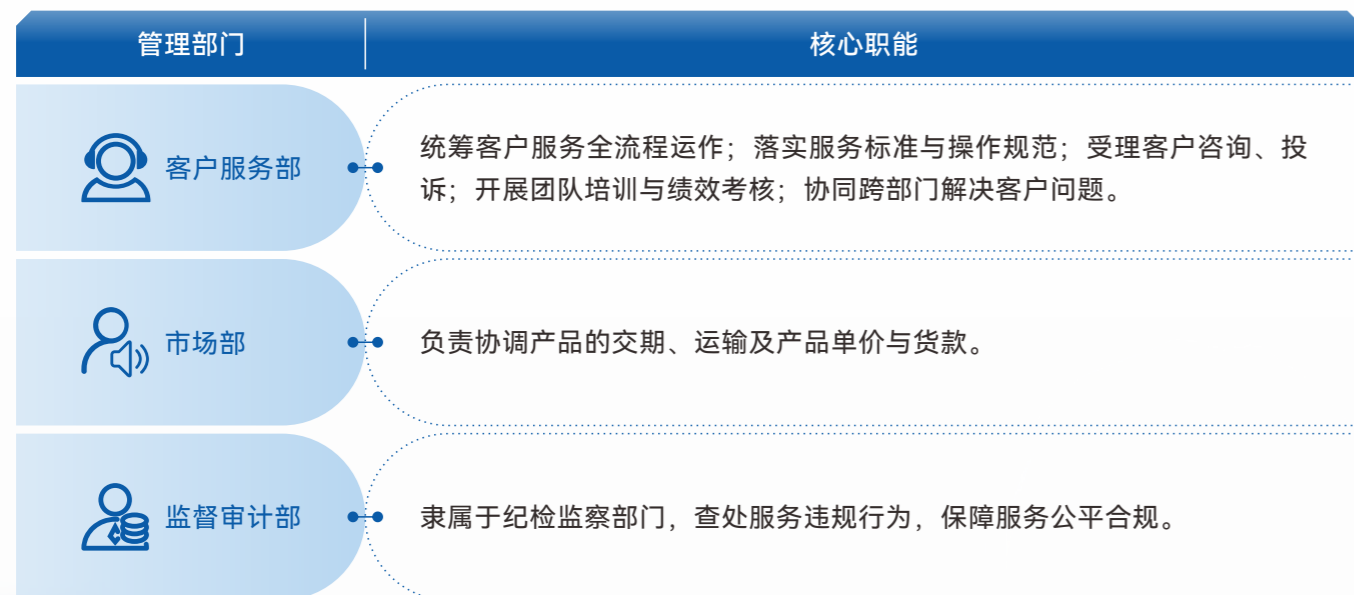 管理部门
核心职能
客户服务部
统筹客户服务全流程运作；落实服务标准与操作规范；受理客户咨询、投
诉；开展团队培训与绩效考核；协同跨部门解决客户问题。
市场部
负责协调产品的交期、运输及产品单价与货款。
监督审计部
隶属于纪检监察部门，查处服务违规行为，保障服务公平合规。